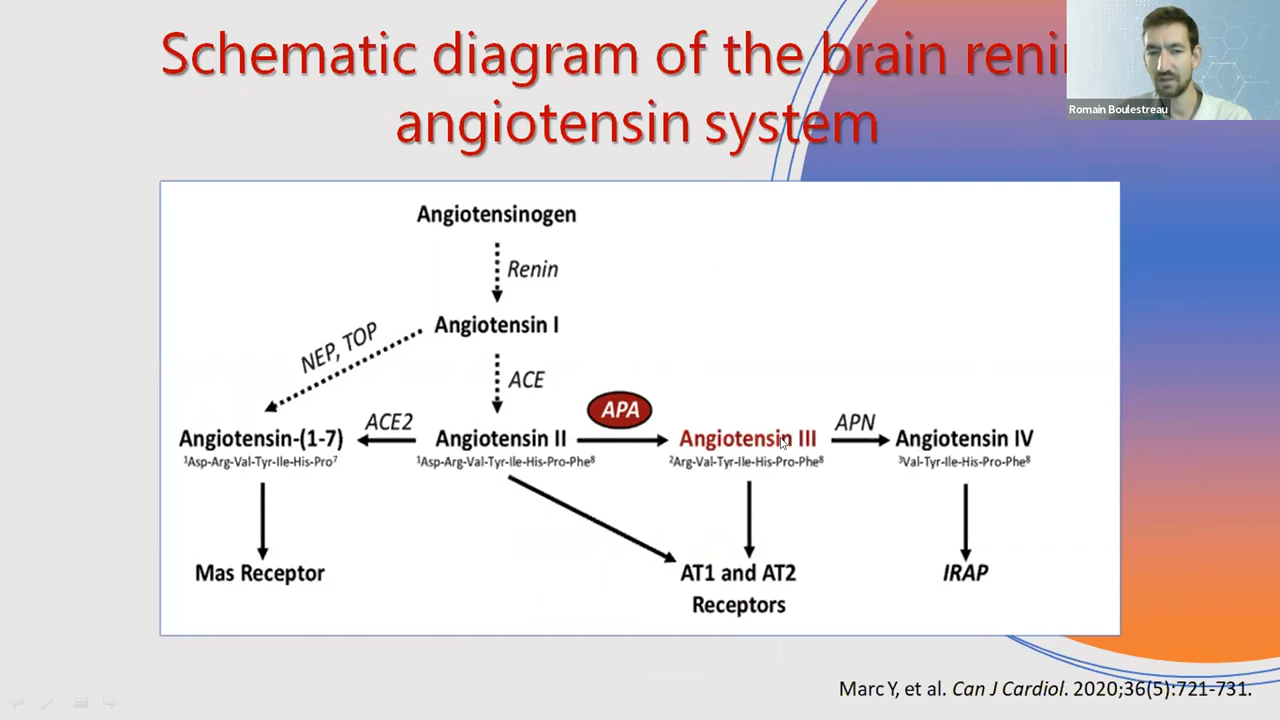 Schematic diagram of the brain renin
angiotensin system
Romain Boulestreau
Angiotensinogen
Renin
Angiotensin I
NEP, TOP
ACE
ACE2
APA
APN
Angiotensin-(1-7)
Angiotensin II
Angiotensin III
Angiotensin IV
¹Asp-Arg-Val-Tyr-Ile-His-Pro⁷
¹Asp-Arg-Val-Tyr-Ile-His-Pro-Phe⁸
²Arg-Val-Tyr-Ile-His-Pro-Phe⁸
³Val-Tyr-Ile-His-Pro-Phe⁸
Mas Receptor
AT1 and AT2
Receptors
IRAP
Marc Y, et al. Can J Cardiol. 2020;36(5):721-731.